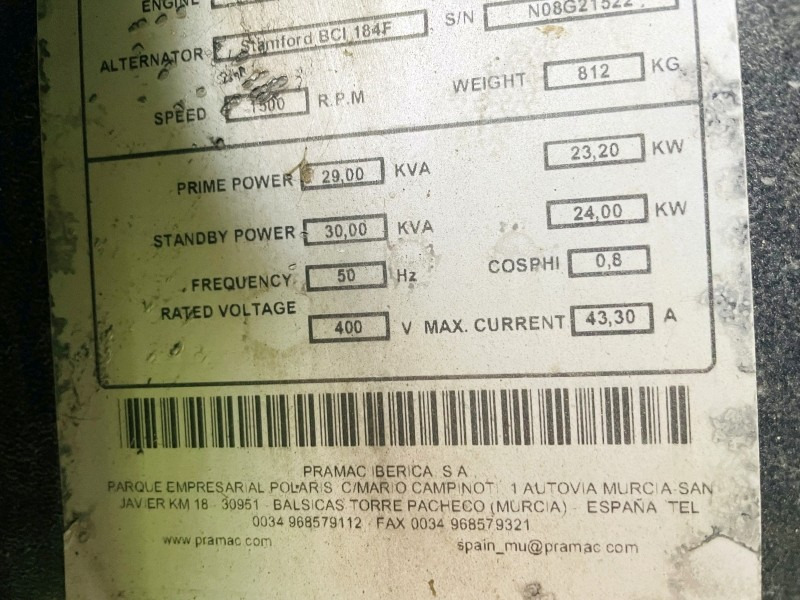 ENGINE
ALTERNATOR Stamford BCI 184F S/N N08G21522
SPEED 1500 R.P.M WEIGHT 812 KG
PRIME POWER 29,00 KVA 23,20 KW
STANDBY POWER 30,00 KVA 24,00 KW
FREQUENCY 50 Hz COSPHI 0,8
RATED VOLTAGE 400 V MAX. CURRENT 43,30 A
PRAMAC IBERICA, S.A.
PARQUE EMPRESARIAL POLARIS C/MARIO CAMPINOTI 1 AUTOVIA MURCIA-SAN
JAVIER KM 18 - 30951 - BALSICAS TORRE PACHECO (MURCIA) - ESPAÑA TEL
0034 968579112 - FAX 0034 968579321
www.pramac.com spain_mu@pramac.com